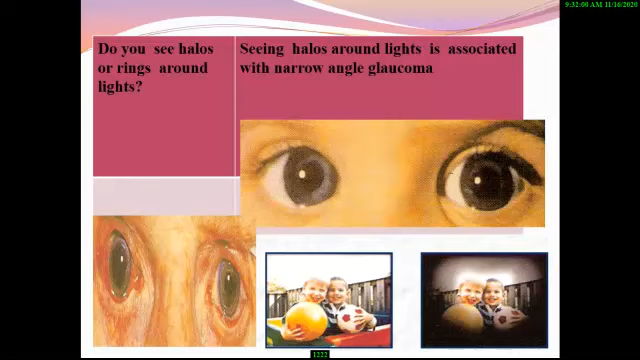 9:32:00 AM 11/16/2020
Do you see halos
or rings around
lights?
Seeing halos around lights is associated
with narrow angle glaucoma
1222